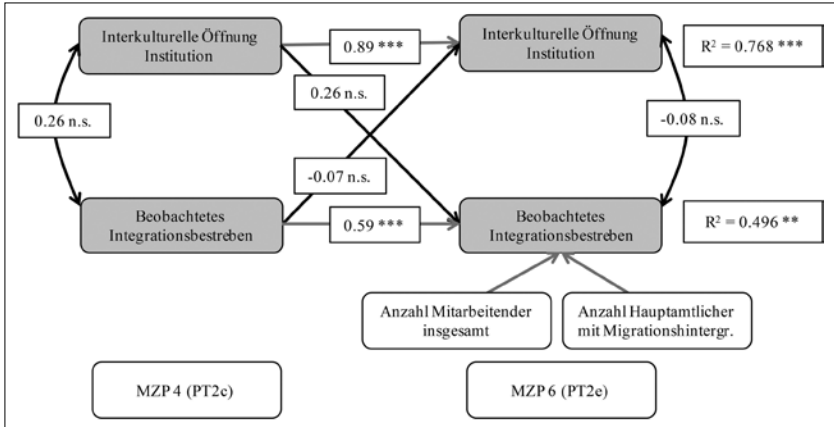 Interkulturelle Öffnung
Institution
0.89 ***
Interkulturelle Öffnung
Institution
R² = 0.768 ***
0.26 n.s.
0.26 n.s.
-0.08 n.s.
-0.07 n.s.
Beobachtetes
Integrationsbestreben
0.59 ***
Beobachtetes
Integrationsbestreben
R² = 0.496 **
Anzahl Mitarbeitender
insgesamt
Anzahl Hauptamtlicher
mit Migrationshintergr.
MZP 4 (PT2c)
MZP 6 (PT2e)